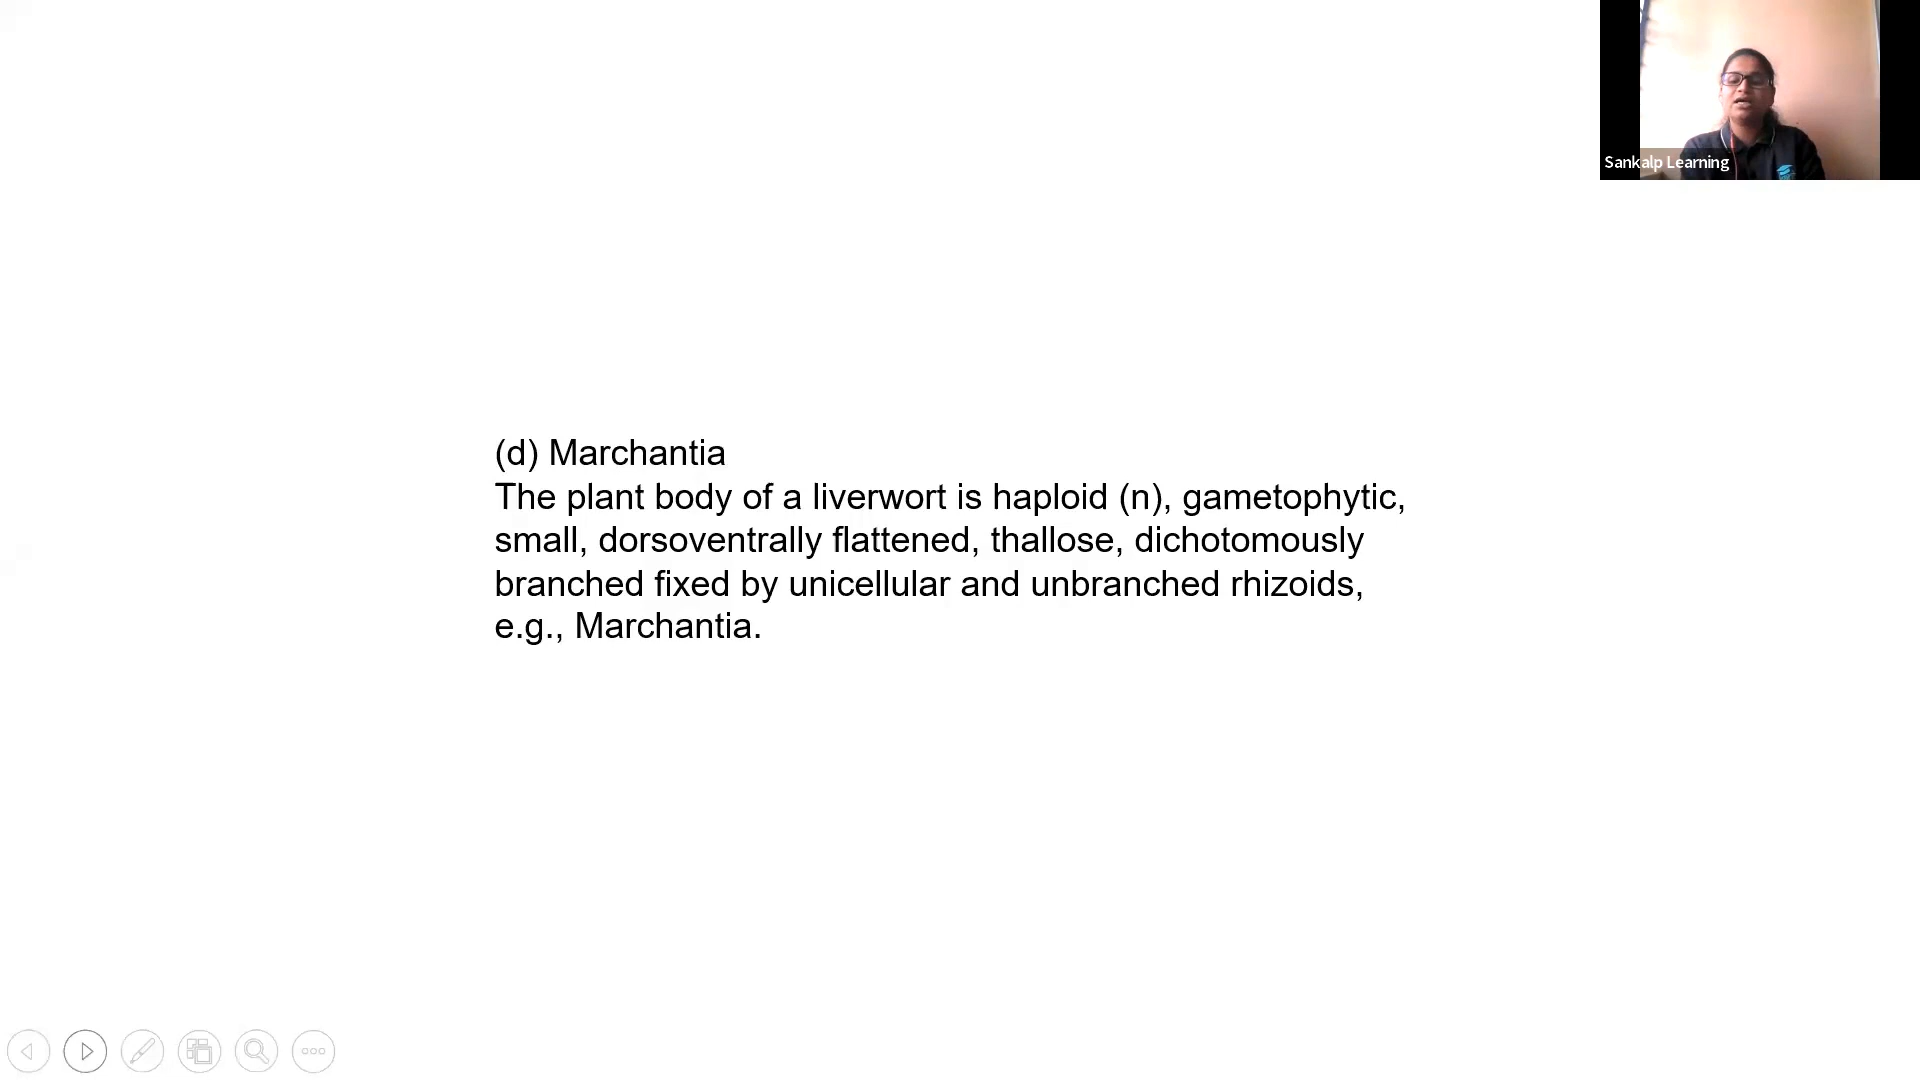 Sankalp Learning
(d) Marchantia
The plant body of a liverwort is haploid (n), gametophytic,
small, dorsoventrally flattened, thallose, dichotomously
branched fixed by unicellular and unbranched rhizoids,
e.g., Marchantia.